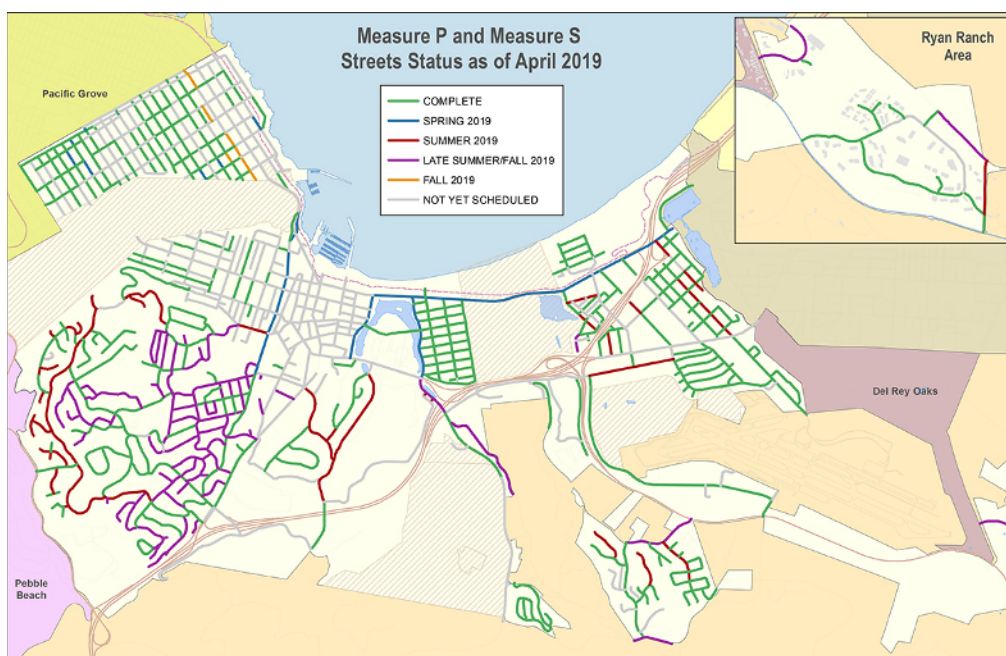 Measure P and Measure S
Streets Status as of April 2019
COMPLETE
SPRING 2019
SUMMER 2019
LATE SUMMER/FALL 2019
FALL 2019
NOT YET SCHEDULED
Ryan Ranch
Area
Pacific Grove
Del Rey Oaks
Pebble
Beach